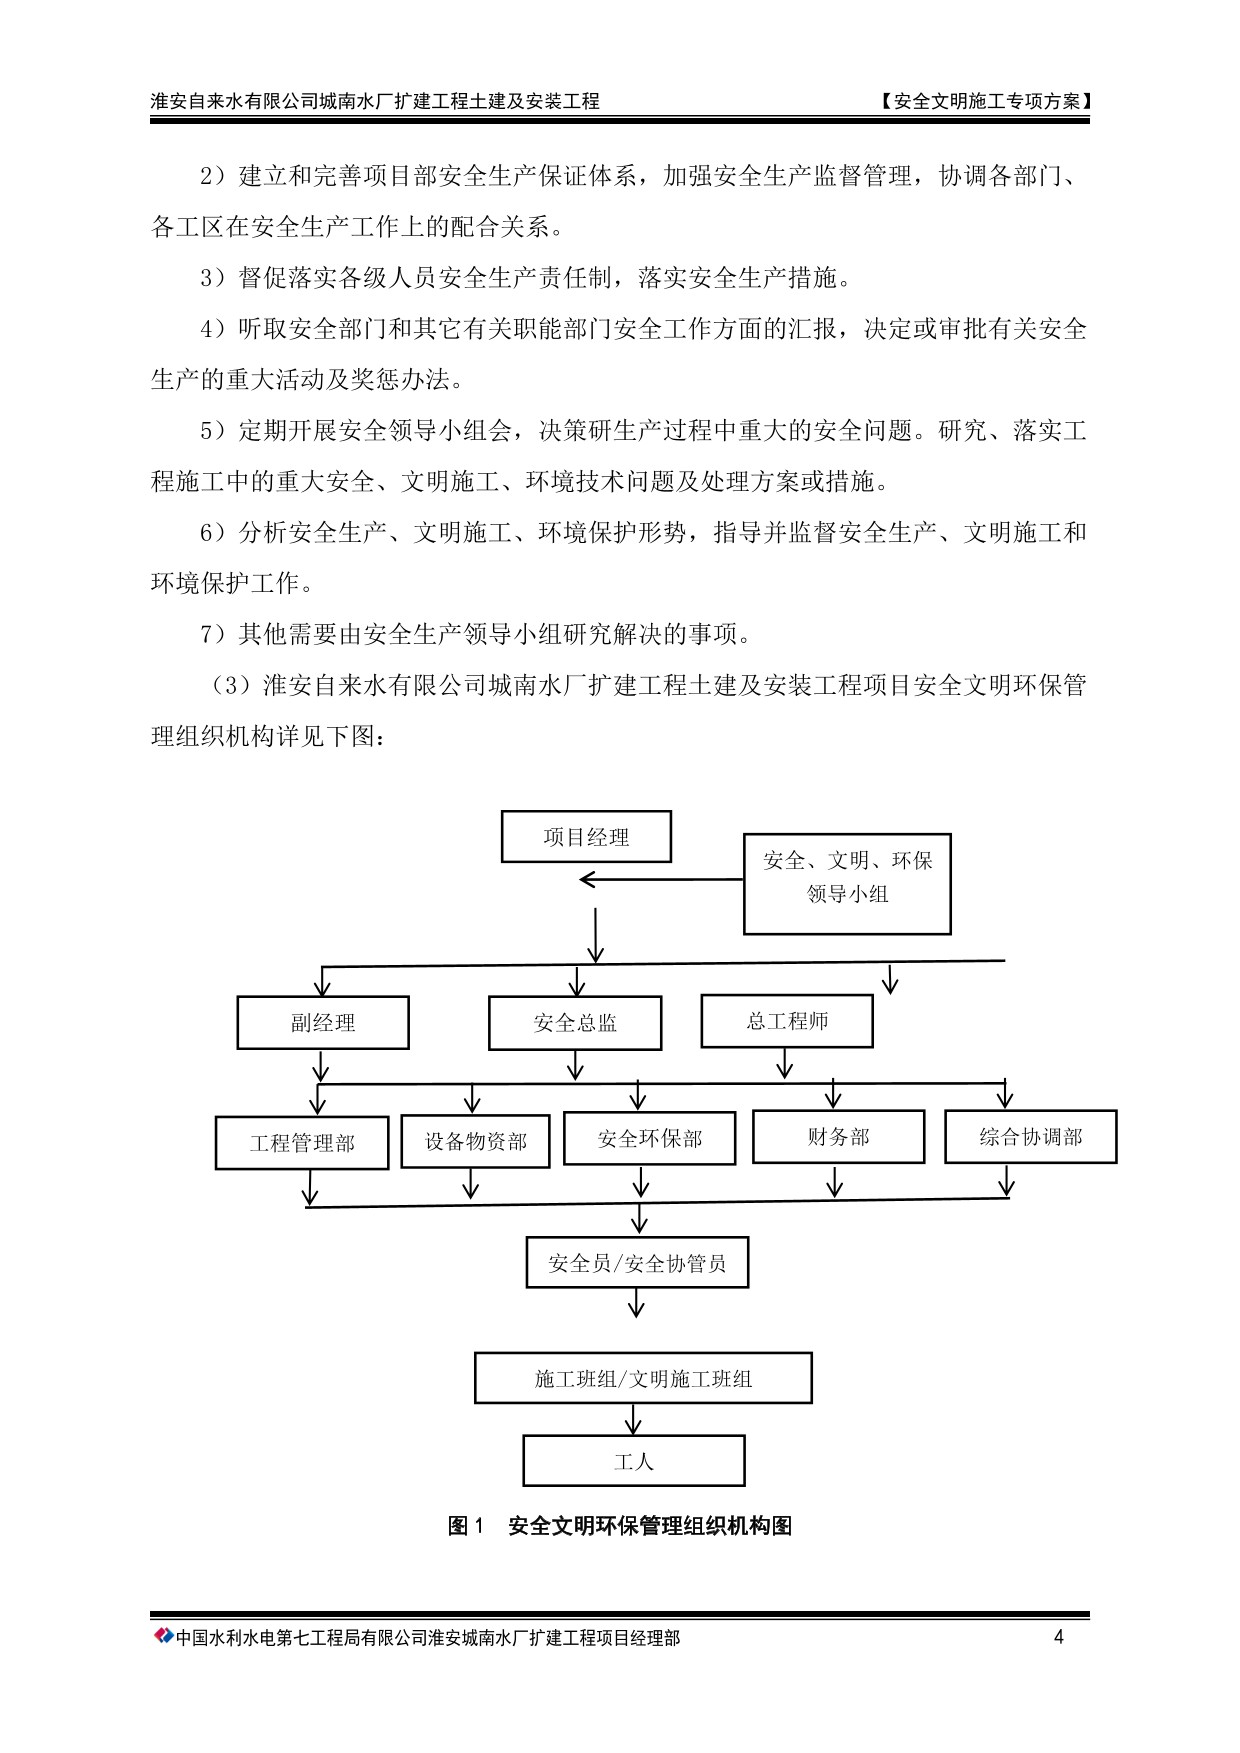 淮安自来水有限公司城南水厂扩建工程土建及安装工程 【安全文明施工专项方案】
2）建立和完善项目部安全生产保证体系，加强安全生产监督管理，协调各部门、
各工区在安全生产工作上的配合关系。
3）督促落实各级人员安全生产责任制，落实安全生产措施。
4）听取安全部门和其它有关职能部门安全工作方面的汇报，决定或审批有关安全
生产的重大活动及奖惩办法。
5）定期开展安全领导小组会，决策研生产过程中重大的安全问题。研究、落实工
程施工中的重大安全、文明施工、环境技术问题及处理方案或措施。
6）分析安全生产、文明施工、环境保护形势，指导并监督安全生产、文明施工和
环境保护工作。
7）其他需要由安全生产领导小组研究解决的事项。
（3）淮安自来水有限公司城南水厂扩建工程土建及安装工程项目安全文明环保管
理组织机构详见下图：
项目经理
安全、文明、环保
领导小组
副经理
安全总监
总工程师
工程管理部
设备物资部
安全环保部
财务部
综合协调部
安全员/安全协管员
施工班组/文明施工班组
工人
图 1 安全文明环保管理组织机构图
中国水利水电第七工程局有限公司淮安城南水厂扩建工程项目经理部 4